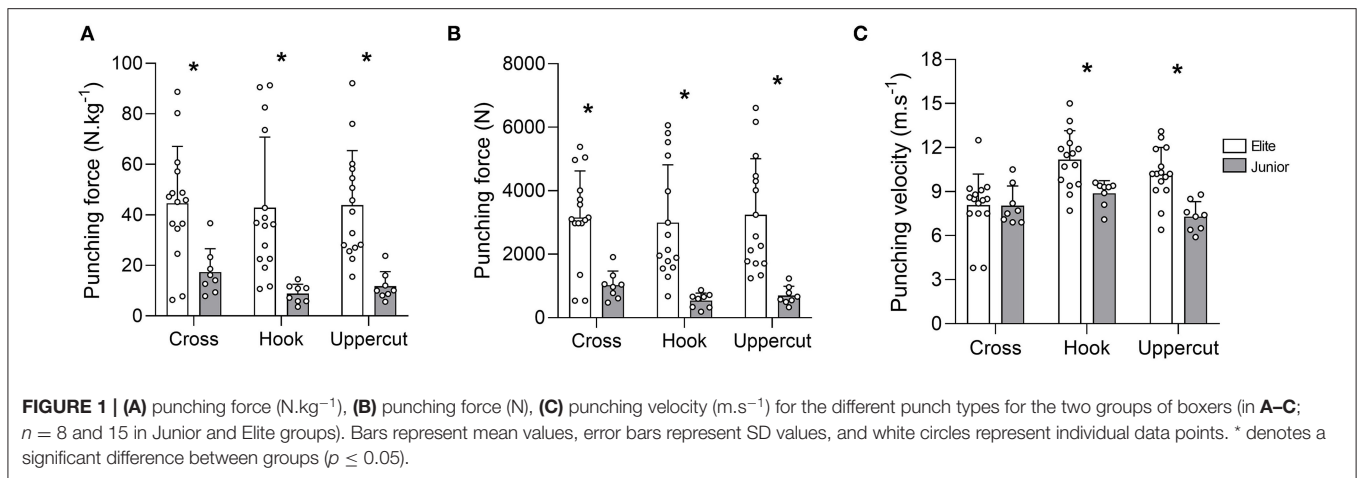 A
B
C
* * *
* * *
* *
Punching force (N.kg⁻¹)
100
80
60
40
20
0
Cross Hook Uppercut
Punching force (N)
8000
6000
4000
2000
0
Cross Hook Uppercut
Punching velocity (m.s⁻¹)
18
15
12
9
6
3
0
Cross Hook Uppercut
Elite
Junior
FIGURE 1 | (A) punching force (N.kg⁻¹), (B) punching force (N), (C) punching velocity (m.s⁻¹) for the different punch types for the two groups of boxers (in A–C;
n = 8 and 15 in Junior and Elite groups). Bars represent mean values, error bars represent SD values, and white circles represent individual data points. * denotes a
significant difference between groups (p ≤ 0.05).